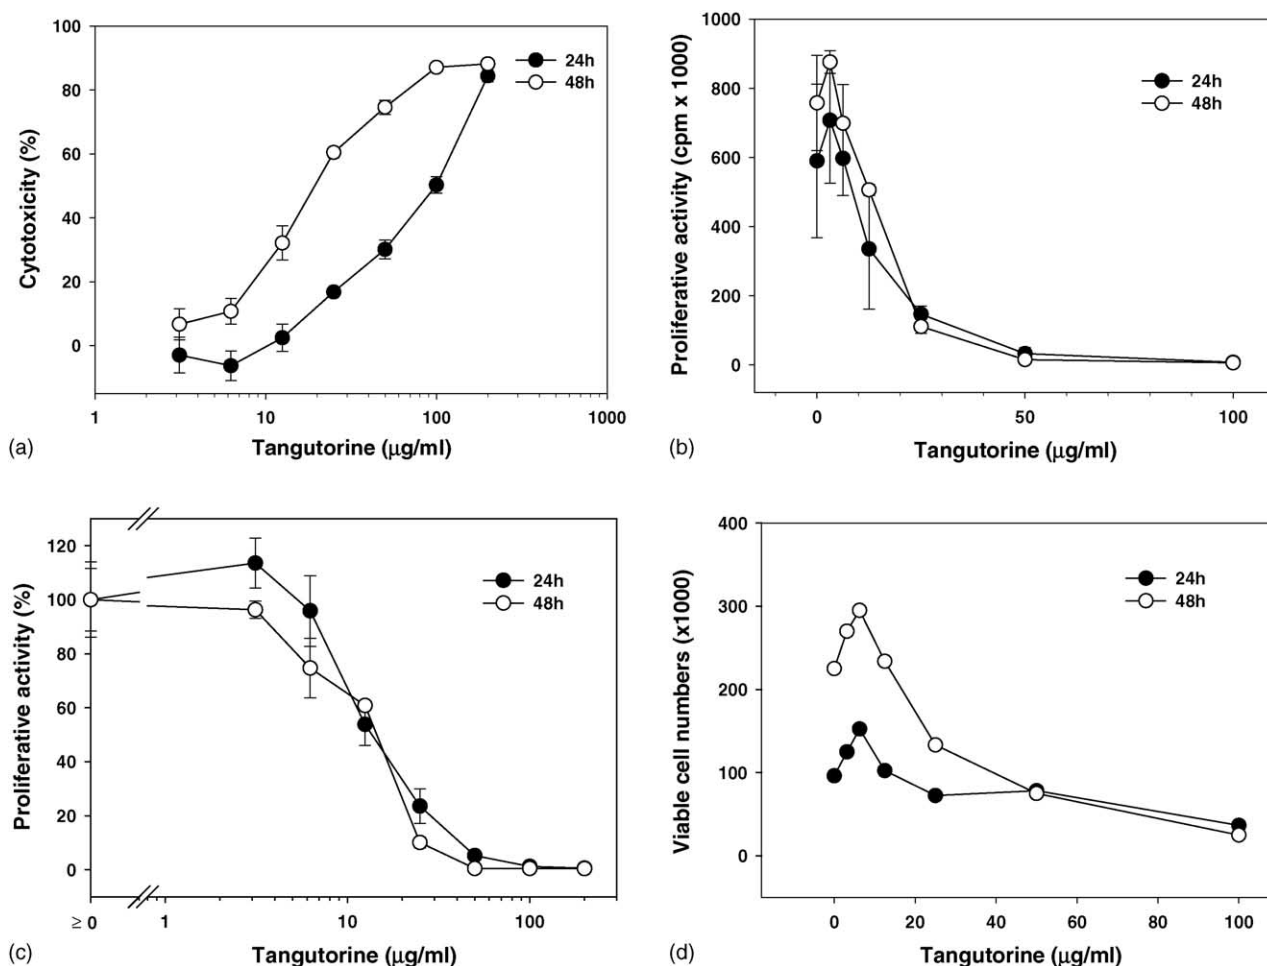 100
80
60
40
20
0
Cytotoxicity (%)
24h
48h
1
10
100
1000
Tangutorine (μg/ml)
(a)
1000
800
600
400
200
0
Proliferative activity (cpm x 1000)
24h
48h
0
50
100
Tangutorine (μg/ml)
(b)
120
100
80
60
40
20
0
Proliferative activity (%)
24h
48h
≥ 0
1
10
100
Tangutorine (μg/ml)
(c)
400
300
200
100
0
Viable cell numbers (x1000)
24h
48h
0
20
40
60
80
100
Tangutorine (μg/ml)
(d)